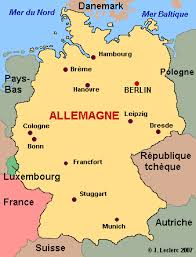 Mer du Nord
Danemark
Mer Baltique
Hambourg
Pays-
Bas
Brême
Pologne
Hanovre
BERLIN
ALLEMAGNE
Leipzig
Cologne
Dresde
Bonn
Francfort
République
tchèque
Luxembourg
France
Stuggart
Munich
Autriche
Suisse
© J. Leclerc 2007